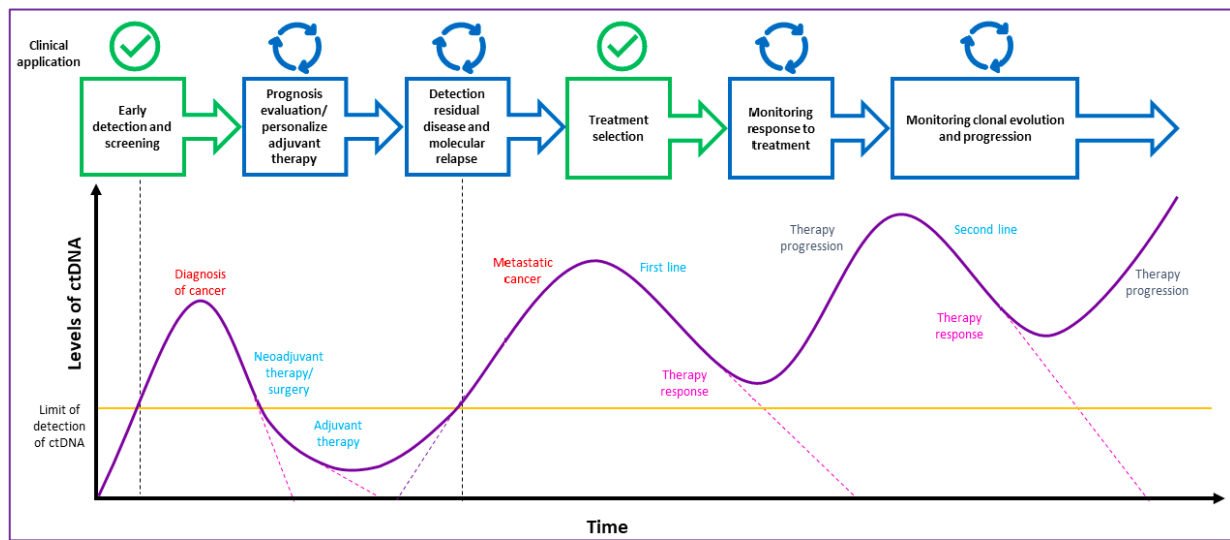 Clinical
application
Early
detection and
screening
Prognosis
evaluation/
personalize
adjuvant therapy
Detection
residual
disease and
molecular
relapse
Treatment
selection
Monitoring
response to
treatment
Monitoring clonal evolution
and progression
Levels of ctDNA
Limit of
detection
of ctDNA
Diagnosis
of cancer
Neoadjuvant
therapy/
surgery
Adjuvant
therapy
Metastatic
cancer
First line
Therapy
response
Therapy
progression
Second line
Therapy
response
Therapy
progression
Time